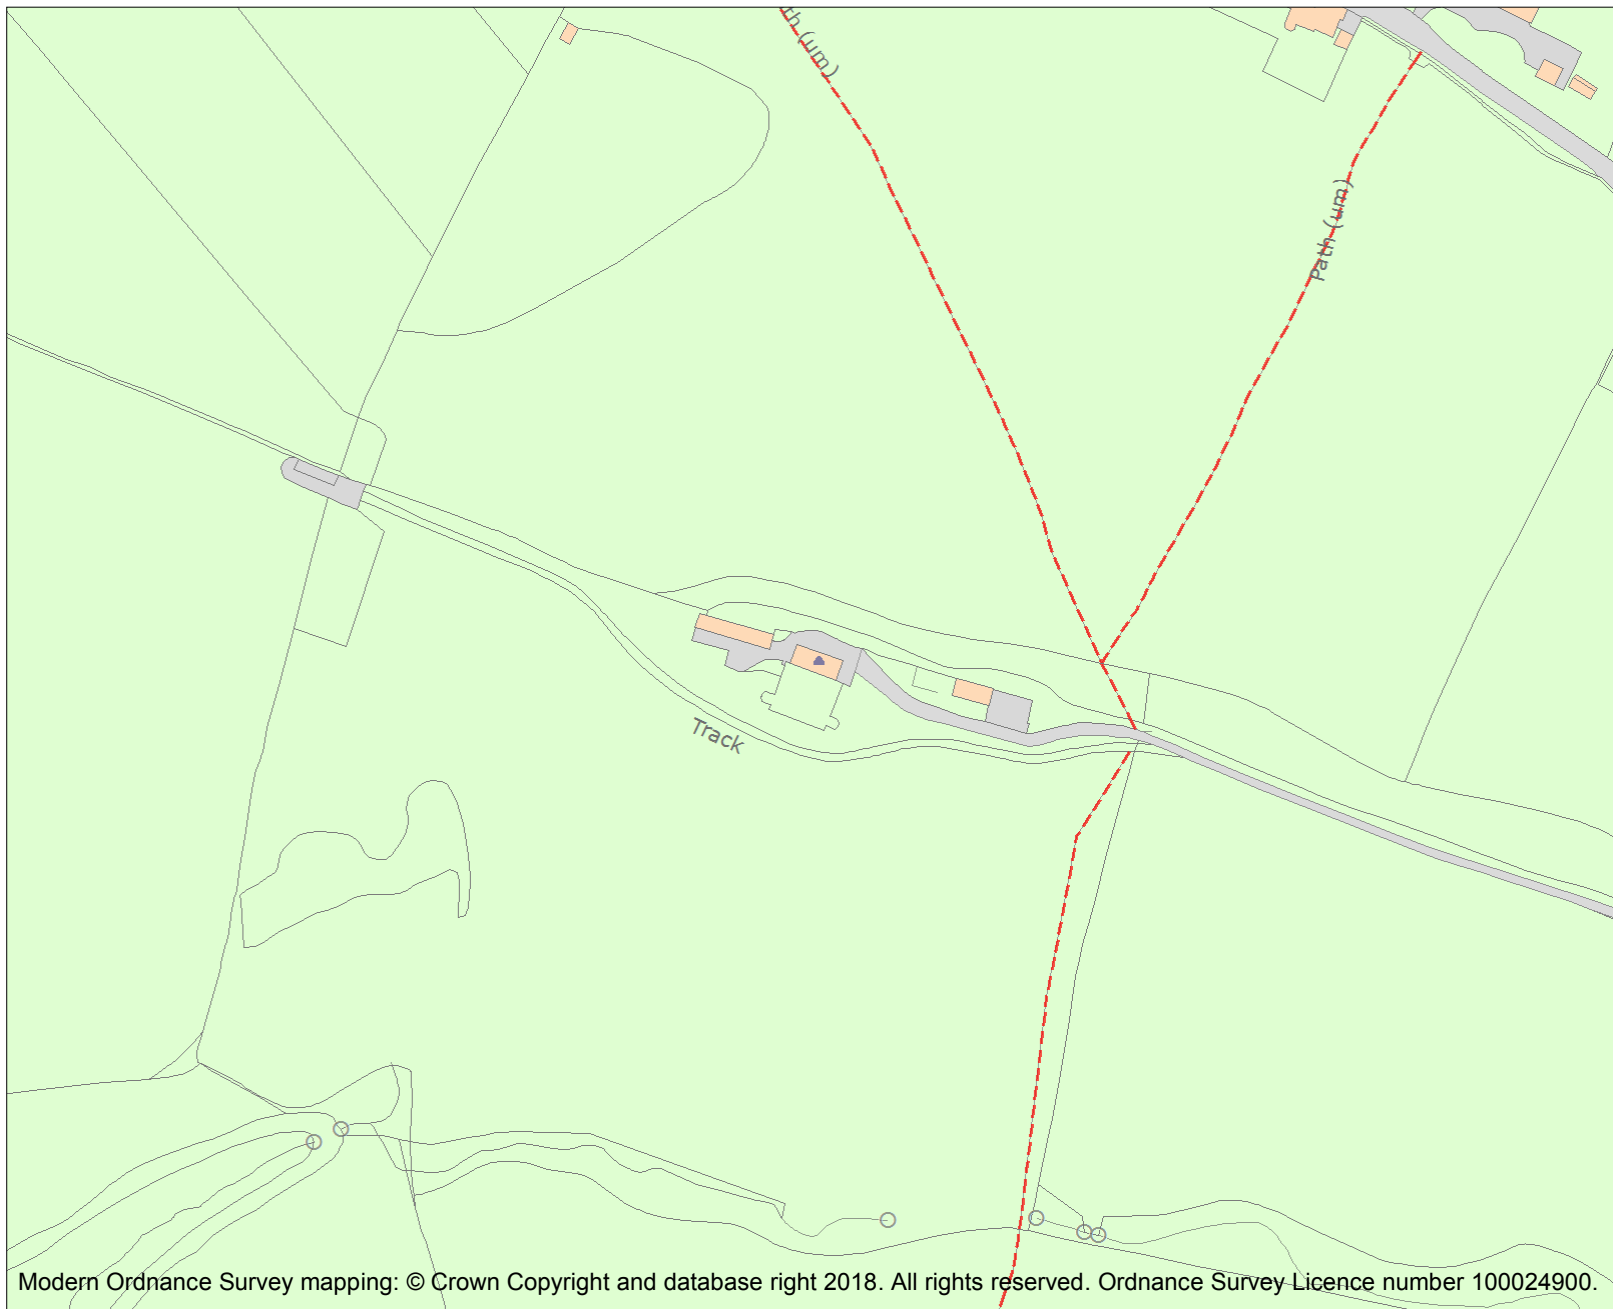 th (um)
Path (um)
Track
Modern Ordnance Survey mapping: © Crown Copyright and database right 2018. All rights reserved. Ordnance Survey Licence number 100024900.